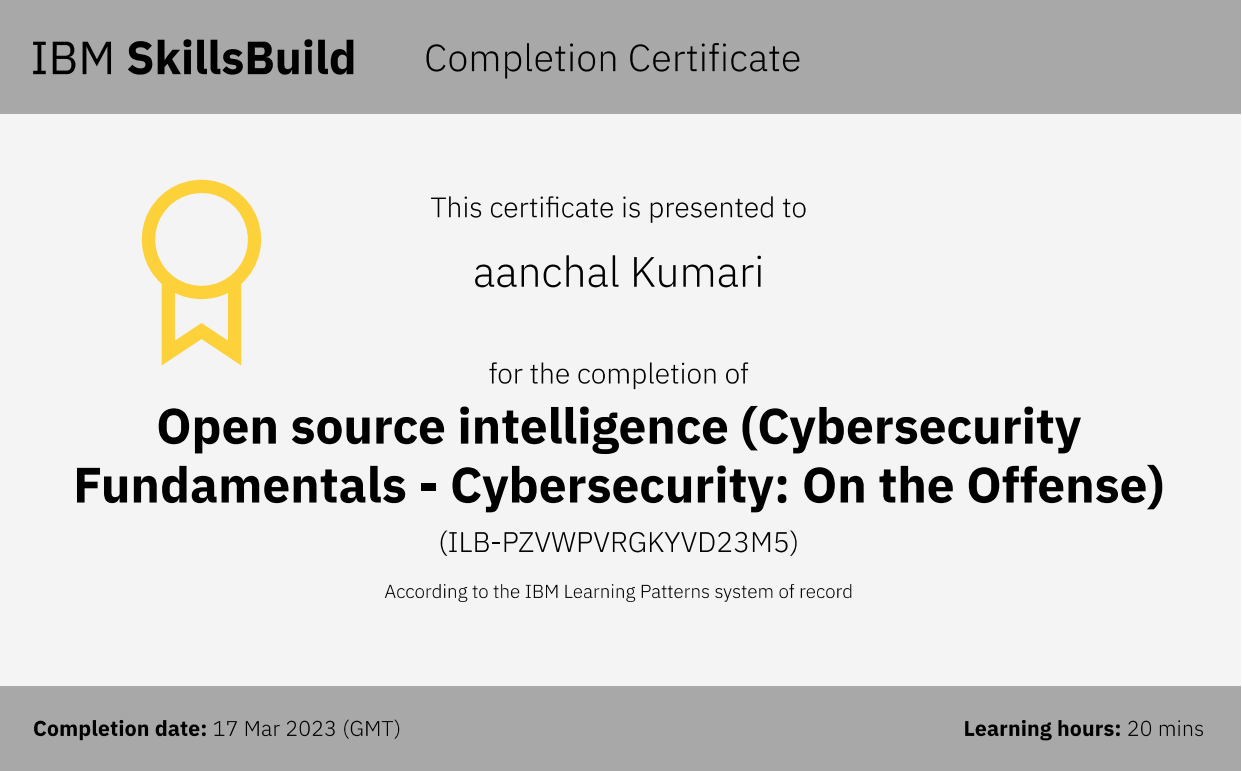 IBM SkillsBuild Completion Certificate
This certificate is presented to
aanchal Kumari
for the completion of
Open source intelligence (Cybersecurity
Fundamentals - Cybersecurity: On the Offense)
(ILB-PZVWPVRGKYVD23M5)
According to the IBM Learning Patterns system of record
Completion date: 17 Mar 2023 (GMT)
Learning hours: 20 mins